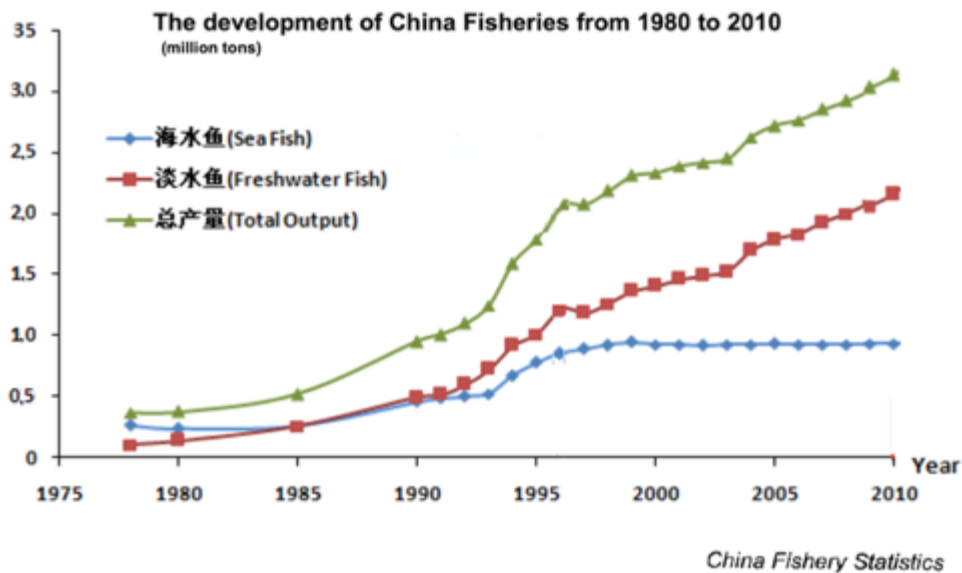 The development of China Fisheries from 1980 to 2010
(million tons)
35
3.0
2,5
2.0
1.5
1.0
0,5
0
海水鱼(Sea Fish)
淡水鱼(Freshwater Fish)
总产量(Total Output)
1975 1980 1985 1990 1995 2000 2005 2010
Year
China Fishery Statistics